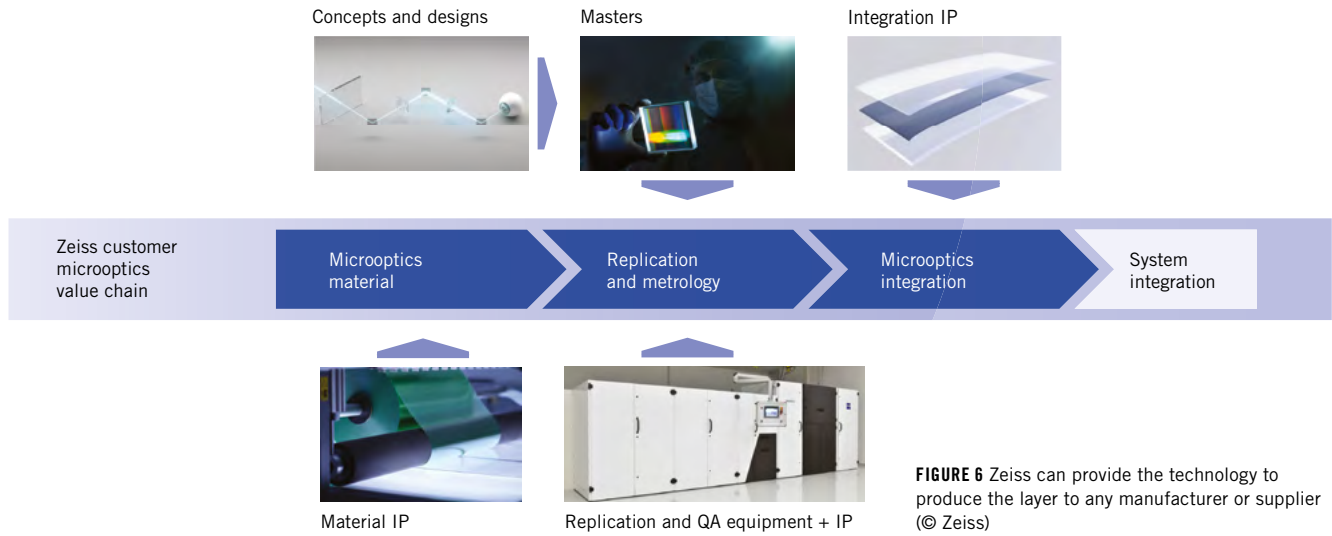 Concepts and designs
Masters
Integration IP
Zeiss customer
microoptics
value chain
Microoptics
material
Replication
and metrology
Microoptics
integration
System
integration
Material IP
Replication and QA equipment + IP
FIGURE 6 Zeiss can provide the technology to
produce the layer to any manufacturer or supplier
(© Zeiss)